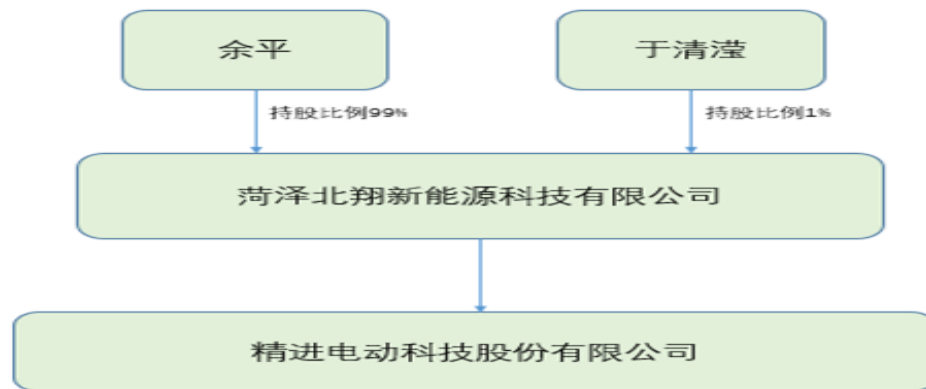 余平
于清滢
持股比例99%
持股比例1%
菏泽北翔新能源科技有限公司
精进电动科技股份有限公司